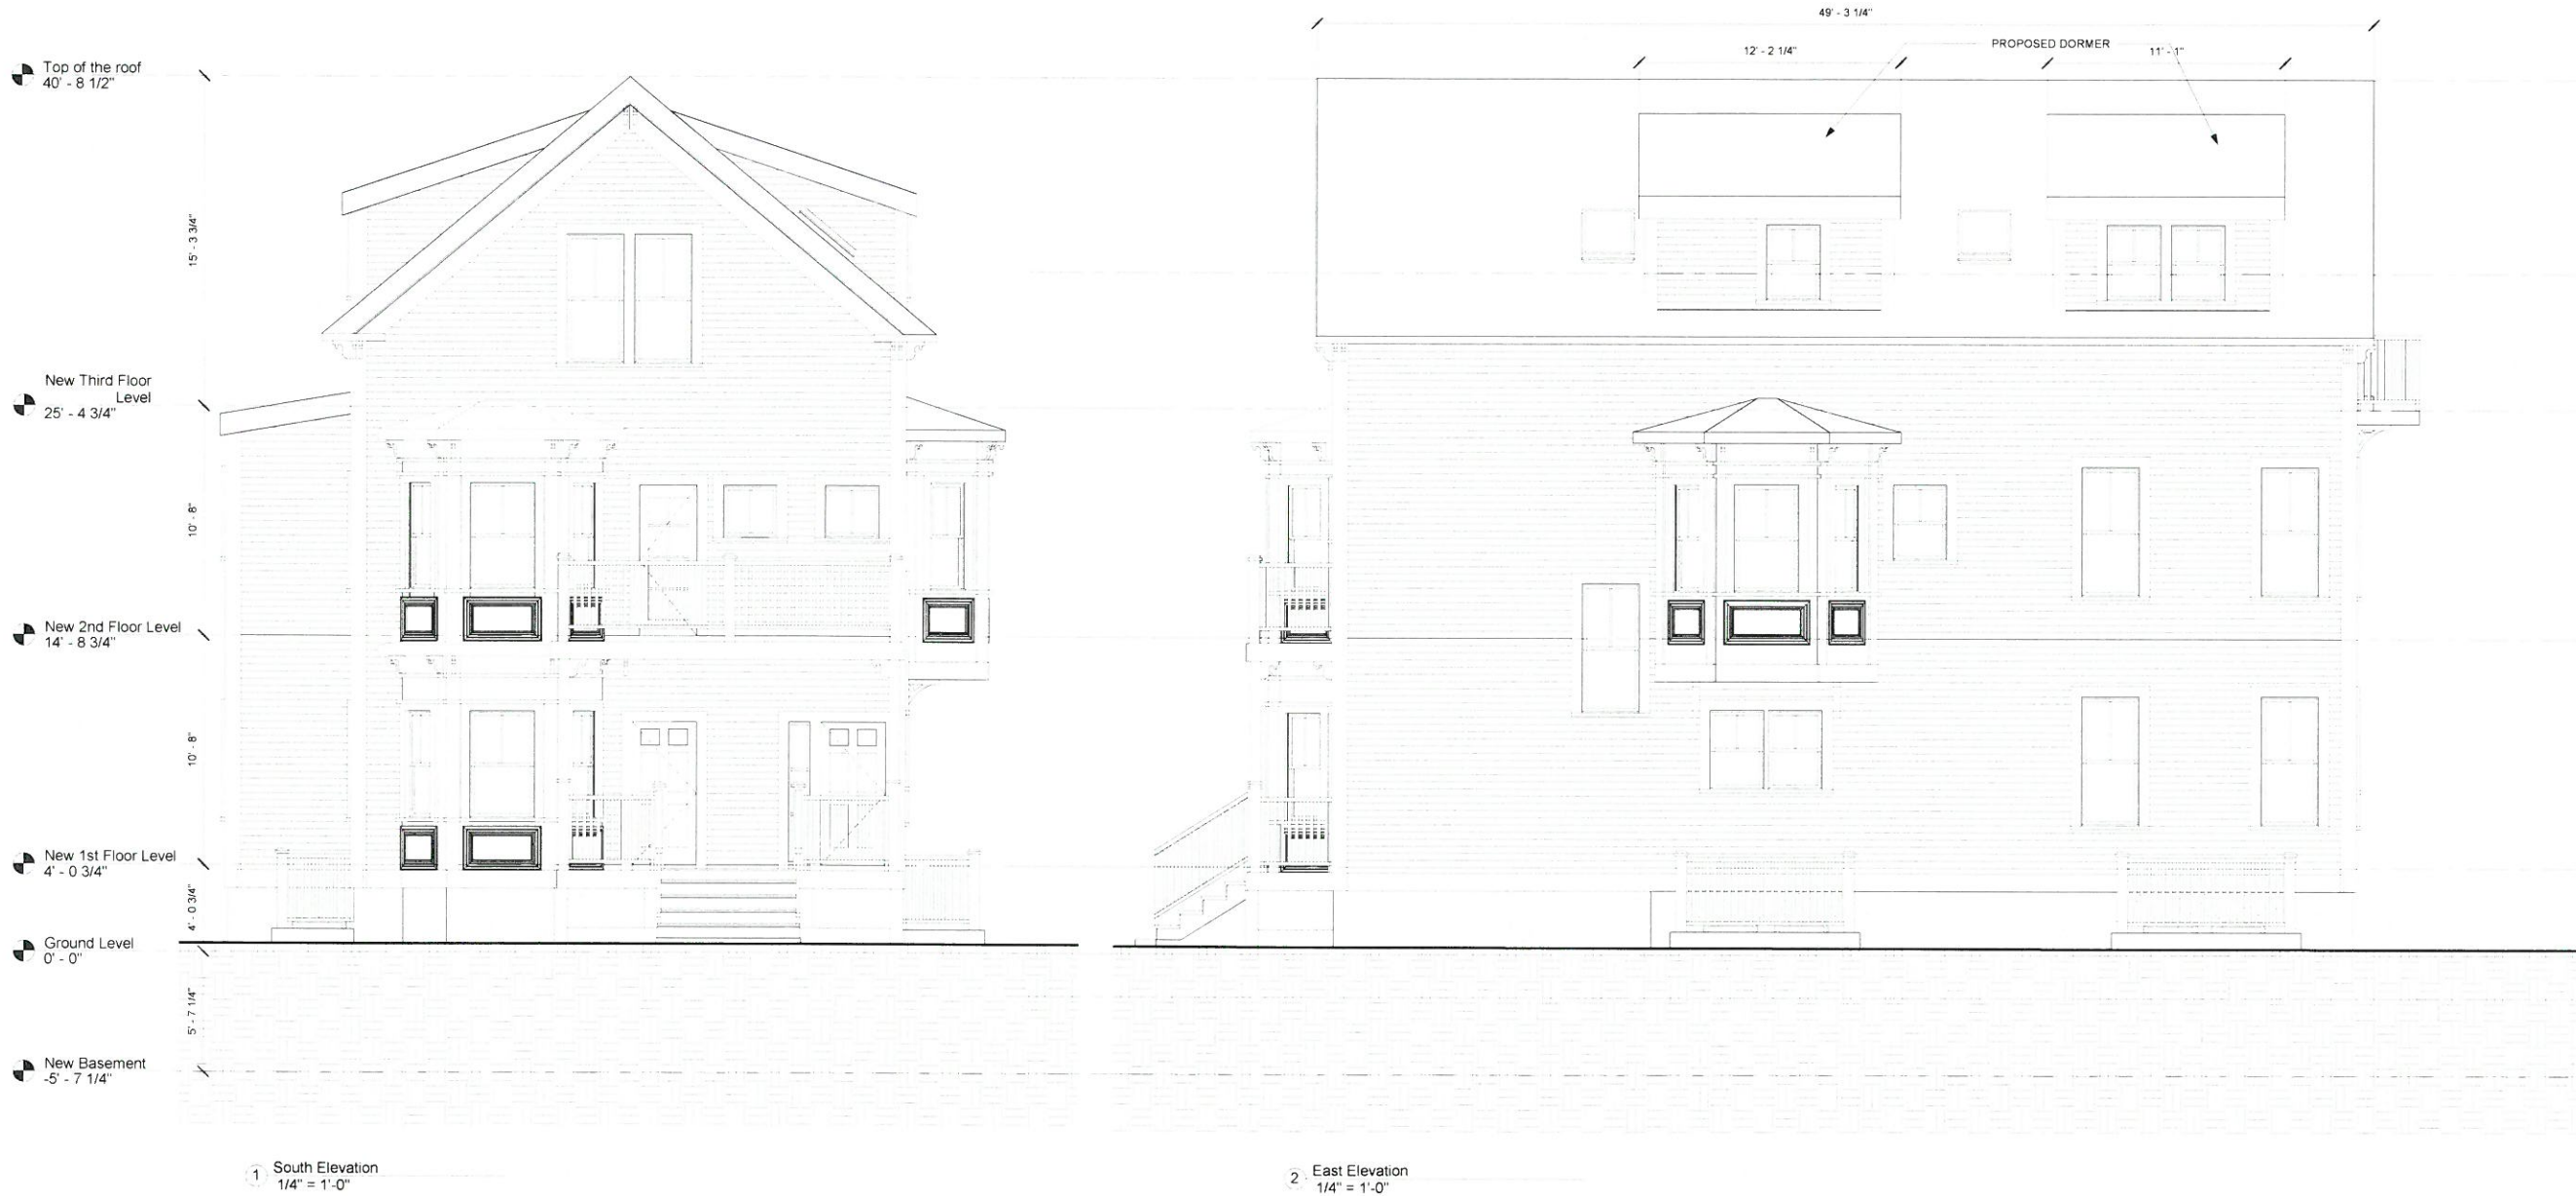 49' - 3 1/4"
12' - 2 1/4"
PROPOSED DORMER
11' - 1"
Top of the roof
40' - 8 1/2"
15' - 3 3/4"
New Third Floor
Level
25' - 4 3/4"
10' - 8"
New 2nd Floor Level
14' - 8 3/4"
10' - 8"
New 1st Floor Level
4' - 0 3/4"
4' - 0 3/4"
Ground Level
0' - 0"
5' - 7 1/4"
New Basement
-5' - 7 1/4"
1 South Elevation
1/4" = 1'-0"
2 East Elevation
1/4" = 1'-0"